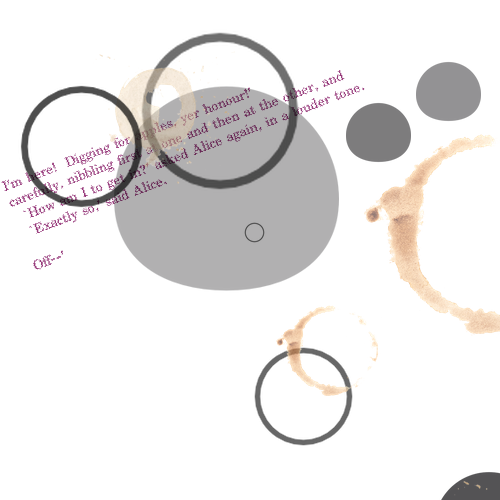 I'm here!  Digging for apples, yer honour!'
carefully, nibbling first at one and then at the other, and
`How am I to get in?' asked Alice again, in a louder tone.
`Exactly so,' said Alice.

Off--'